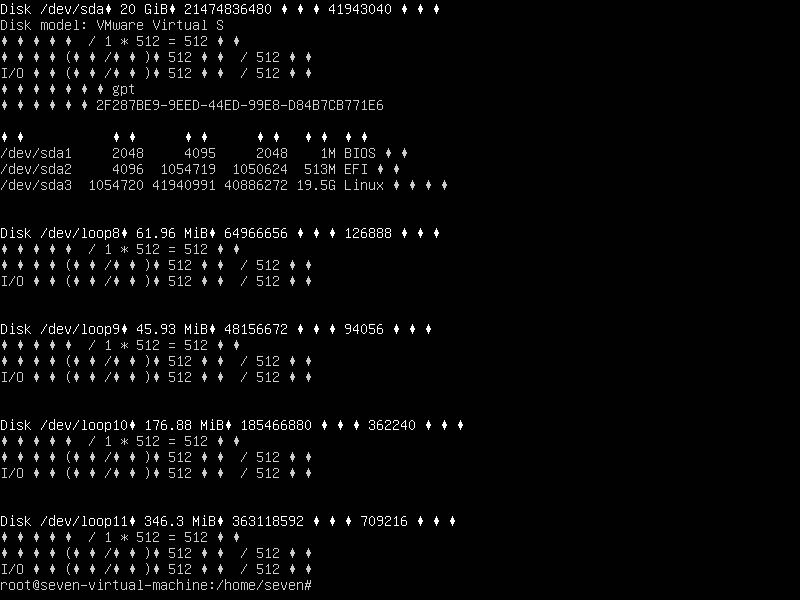 Disk /dev/sda♦ 20 GiB♦ 21474836480 ♦ ♦ ♦ 41943040 ♦ ♦ ♦
Disk model: VMware Virtual S
♦ ♦ ♦ ♦ ♦  / 1 * 512 = 512 ♦ ♦
♦ ♦ ♦ ♦ (♦ ♦ /♦ ♦ )♦ 512 ♦ ♦  / 512 ♦ ♦
I/O ♦ ♦ (♦ ♦ /♦ ♦ )♦ 512 ♦ ♦  / 512 ♦ ♦
♦ ♦ ♦ ♦ ♦ ♦ ♦ gpt
♦ ♦ ♦ ♦ ♦ ♦ 2F287BE9-9EED-44ED-99E8-D84B7CB771E6
♦ ♦           ♦ ♦     ♦ ♦      ♦ ♦   ♦ ♦  ♦ ♦
/dev/sda1     2048     4095     2048    1M BIOS ♦ ♦
/dev/sda2     4096  1054719  1050624  513M EFI ♦ ♦
/dev/sda3  1054720 41940991 40886272 19.5G Linux ♦ ♦ ♦ ♦
Disk /dev/loop8♦ 61.96 MiB♦ 64966656 ♦ ♦ ♦ 126888 ♦ ♦ ♦
♦ ♦ ♦ ♦ ♦  / 1 * 512 = 512 ♦ ♦
♦ ♦ ♦ ♦ (♦ ♦ /♦ ♦ )♦ 512 ♦ ♦  / 512 ♦ ♦
I/O ♦ ♦ (♦ ♦ /♦ ♦ )♦ 512 ♦ ♦  / 512 ♦ ♦
Disk /dev/loop9♦ 45.93 MiB♦ 48156672 ♦ ♦ ♦ 94056 ♦ ♦ ♦
♦ ♦ ♦ ♦ ♦  / 1 * 512 = 512 ♦ ♦
♦ ♦ ♦ ♦ (♦ ♦ /♦ ♦ )♦ 512 ♦ ♦  / 512 ♦ ♦
I/O ♦ ♦ (♦ ♦ /♦ ♦ )♦ 512 ♦ ♦  / 512 ♦ ♦
Disk /dev/loop10♦ 176.88 MiB♦ 185466880 ♦ ♦ ♦ 362240 ♦ ♦ ♦
♦ ♦ ♦ ♦ ♦  / 1 * 512 = 512 ♦ ♦
♦ ♦ ♦ ♦ (♦ ♦ /♦ ♦ )♦ 512 ♦ ♦  / 512 ♦ ♦
I/O ♦ ♦ (♦ ♦ /♦ ♦ )♦ 512 ♦ ♦  / 512 ♦ ♦
Disk /dev/loop11♦ 346.3 MiB♦ 363118592 ♦ ♦ ♦ 709216 ♦ ♦ ♦
♦ ♦ ♦ ♦ ♦  / 1 * 512 = 512 ♦ ♦
♦ ♦ ♦ ♦ (♦ ♦ /♦ ♦ )♦ 512 ♦ ♦  / 512 ♦ ♦
I/O ♦ ♦ (♦ ♦ /♦ ♦ )♦ 512 ♦ ♦  / 512 ♦ ♦
root@seven-virtual-machine:/home/seven#